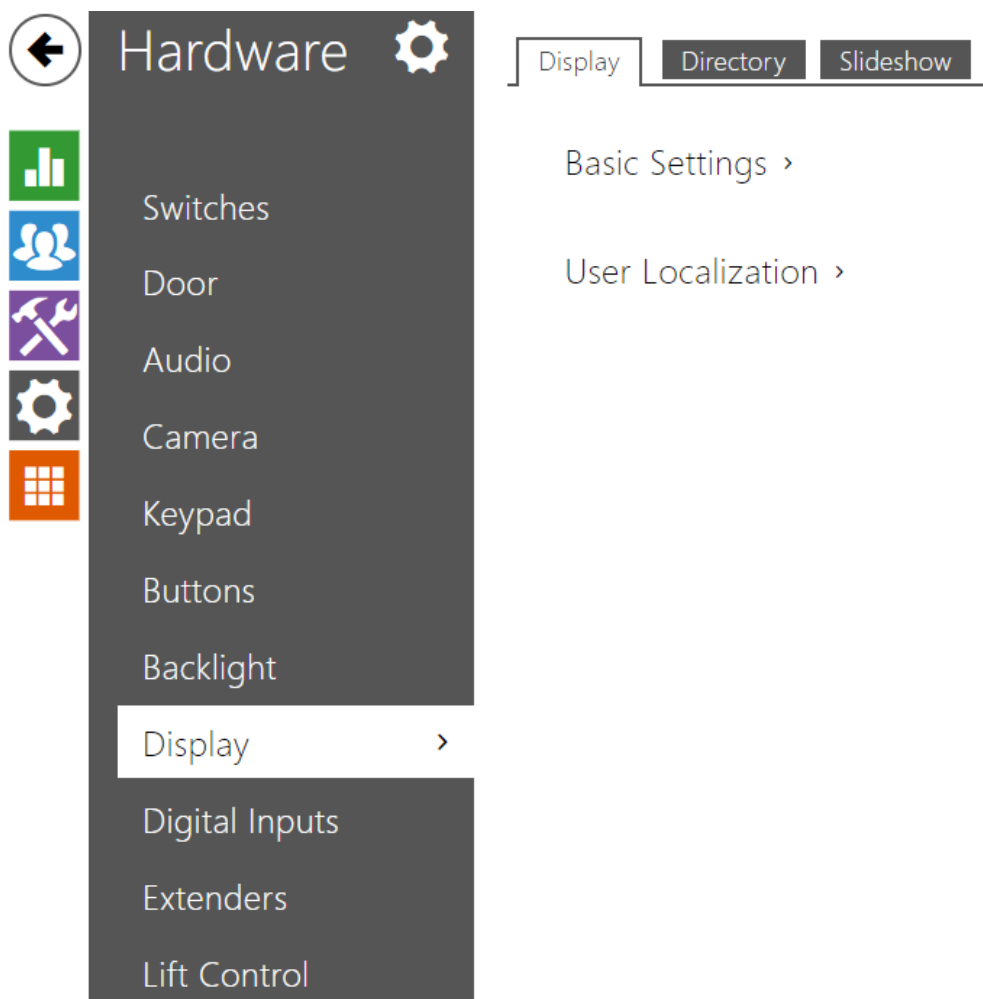 Hardware
Switches
Door
Audio
Camera
Keypad
Buttons
Backlight
Display
Digital Inputs
Extenders
Lift Control
Display
Directory
Slideshow
Basic Settings
User Localization